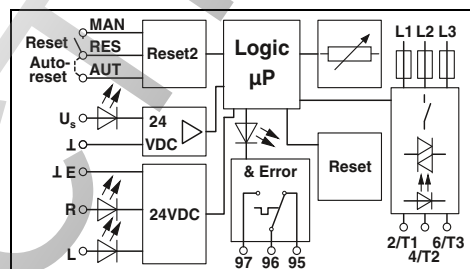 MAN
Reset
RES
Auto-
reset
AUT
Reset2
Logic
µP
L1 L2 L3
Us
24
VDC
⊥
⊥ E
R
L
24VDC
& Error
Reset
97 96 95
2/T1 6/T3
4/T2